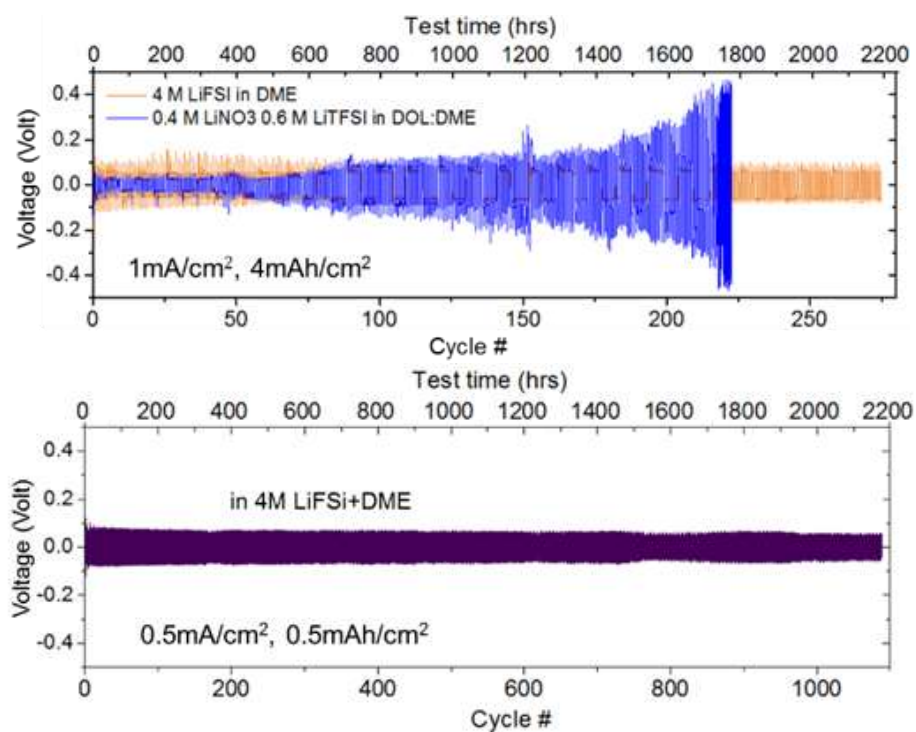 Test time (hrs)
0 200 400 600 800 1000 1200 1400 1600 1800 2000 2200
4 M LiFSI in DME
0.4 M LiNO3 0.6 M LiTFSI in DOL:DME
Voltage (Volt)
0.4
0.2
0.0
-0.2
-0.4
1mA/cm², 4mAh/cm²
0 50 100 150 200 250
Cycle #
Test time (hrs)
0 200 400 600 800 1000 1200 1400 1600 1800 2000 2200
Voltage (Volt)
0.4
0.2
0.0
-0.2
-0.4
in 4M LiFSi+DME
0.5mA/cm², 0.5mAh/cm²
0 200 400 600 800 1000
Cycle #